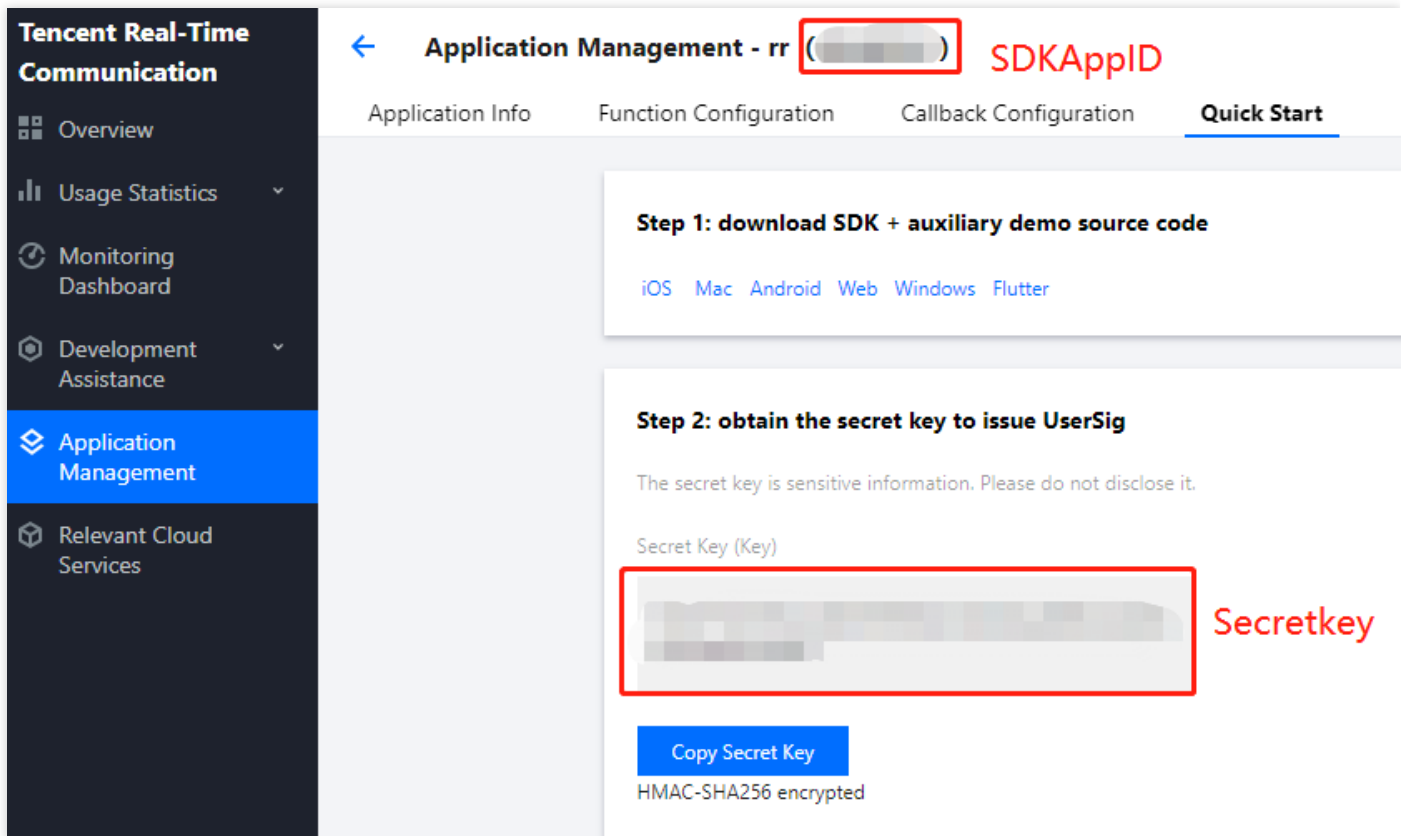 Tencent Real-Time
Communication
Overview
Usage Statistics
Monitoring
Dashboard
Development
Assistance
Application
Management
Relevant Cloud
Services
Application Management - rr ( )
SDKAppID
Application Info
Function Configuration
Callback Configuration
Quick Start
Step 1: download SDK + auxiliary demo source code
iOS Mac Android Web Windows Flutter
Step 2: obtain the secret key to issue UserSig
The secret key is sensitive information. Please do not disclose it.
Secret Key (Key)
Secretkey
Copy Secret Key
HMAC-SHA256 encrypted